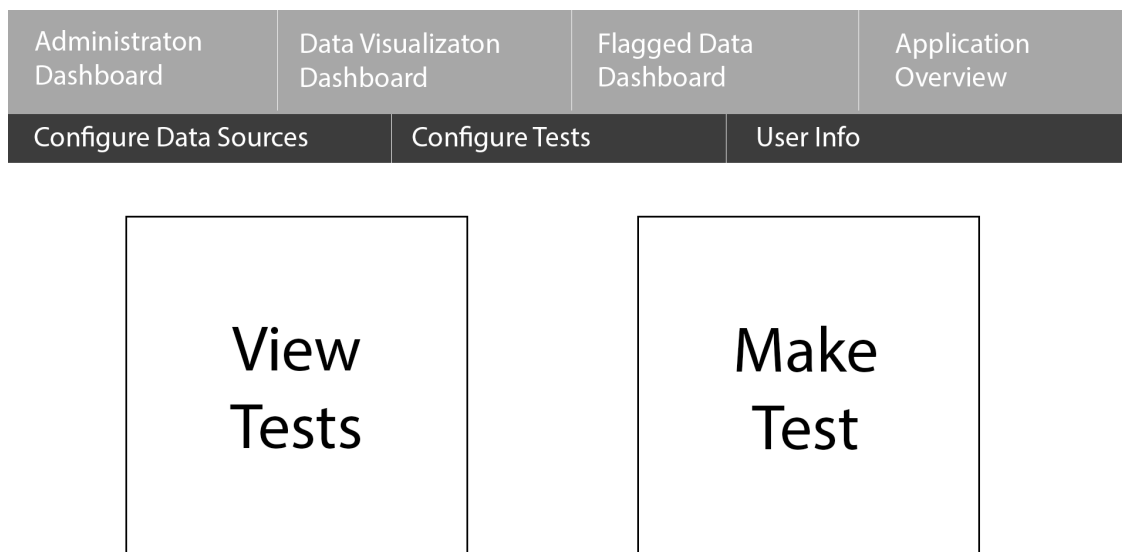 Administraton
Dashboard
Data Visualizaton
Dashboard
Flagged Data
Dashboard
Application
Overview
Configure Data Sources
Configure Tests
User Info
View
Tests
Make
Test